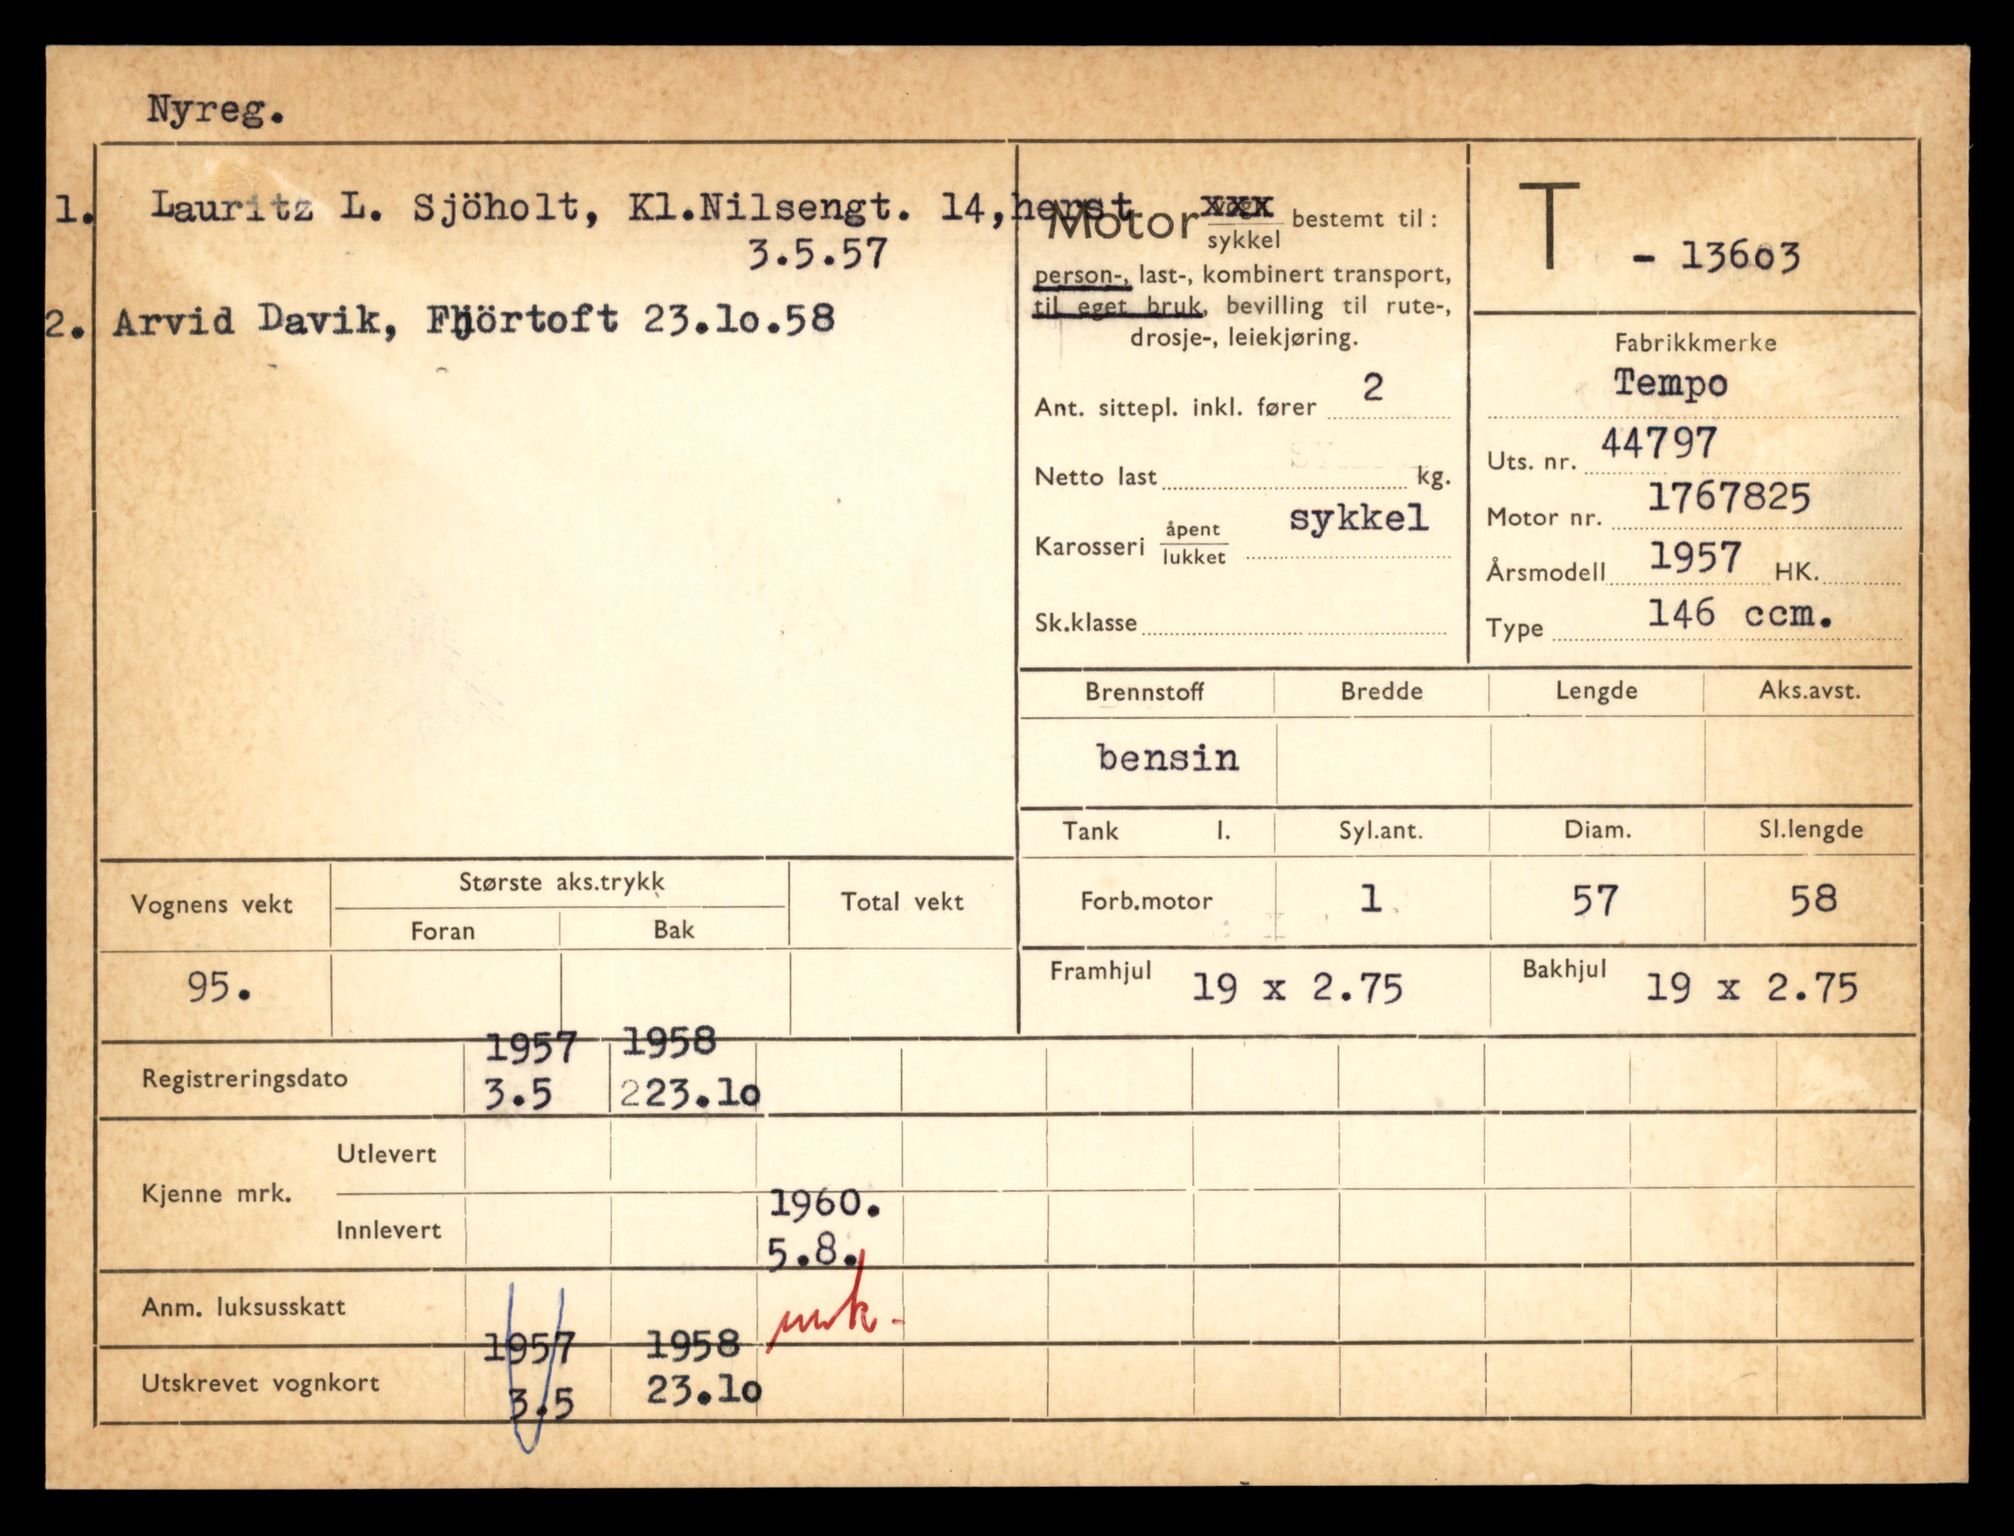 Nyreg.
1. Lauritz L. Sjöholt, Kl.Nilsengt. 14, herst
3.5.57
2. Arvid Davik, Fjörtoft 23.10.58
Motor xxx sykkel bestemt til:
person-, last-, kombinert transport,
til eget bruk, bevilling til rute-,
drosje-, leiekjøring.
Ant. sittepl. inkl. fører 2
Netto last kg.
Karosseri åpent lukket sykkel
Sk.klasse
T - 13603
Fabrikkmerke
Tempo
Uts. nr. 44797
Motor nr. 1767825
Årsmodell 1957 HK.
Type 146 ccm.
Brennstoff Bredde Lengde Aks.avst.
bensin
Tank l. Syl.ant. Diam. Sl.lengde
Forb.motor 1 57 58
Framhjul 19 x 2.75 Bakhjul 19 x 2.75
Vognens vekt Største aks.trykk Total vekt
Foran Bak
95.
1957 1958
Registreringsdato 3.5 223.10
Utlevert
Kjenne mrk.
1960.
Innlevert
5.8.
Anm. luksusskatt
1957 1958
Utskrevet vognkort 3.5 23.10